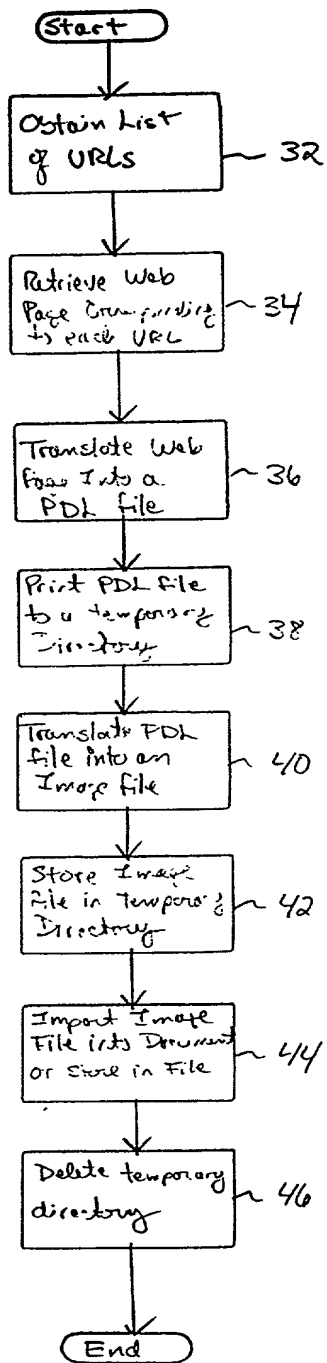 Start
Obtain List
of URLs
32
Retrieve Web
Page Corresponding
to each URL
34
Translate Web
Page Into a
PDL file
36
Print PDL file
to a temporary
Directory
38
Translate PDL
file into an
Image file
40
Store Image
File in Temporary
Directory
42
Import Image
File into Document
or Store in File
44
Delete temporary
directory
46
End